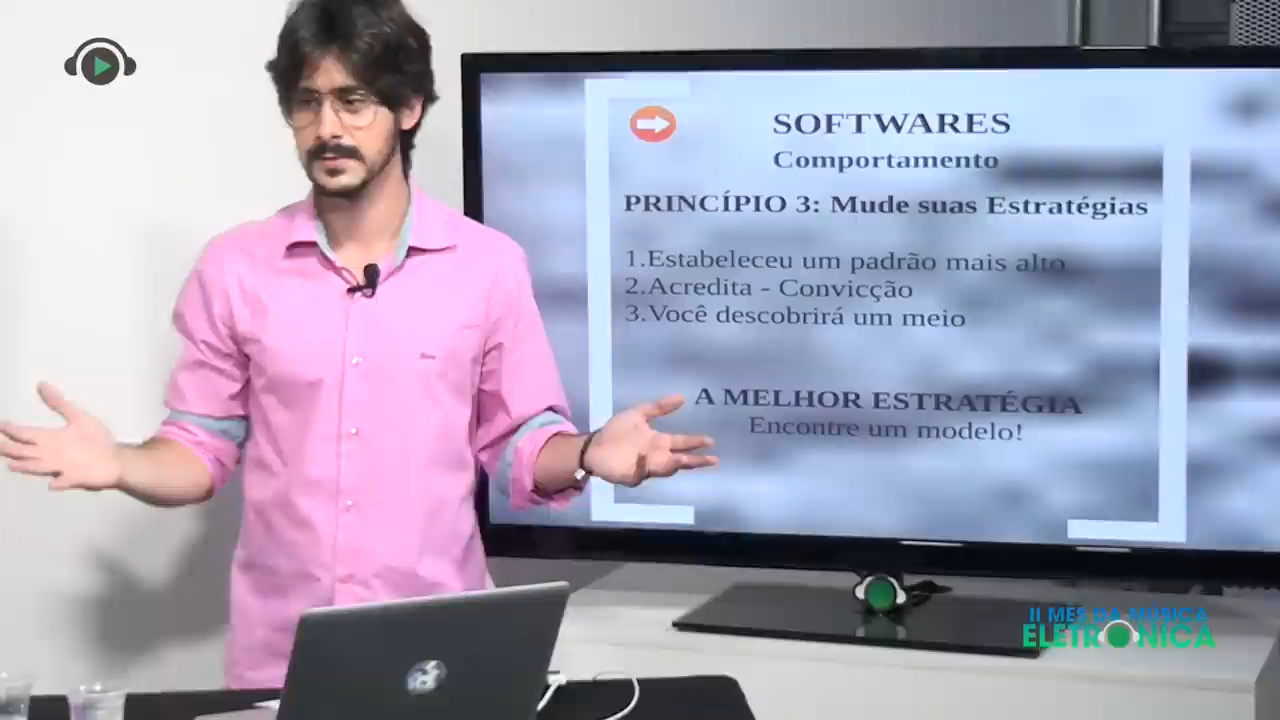 SOFTWARES
Comportamento
PRINCÍPIO 3: Mude suas Estratégias
1.Estabeleceu um padrão mais alto
2.Acredita - Convicção
3.Você descobrirá um meio
A MELHOR ESTRATÉGIA
Encontre um modelo!
II MÊS DA MÚSICA
ELETRÔNICA